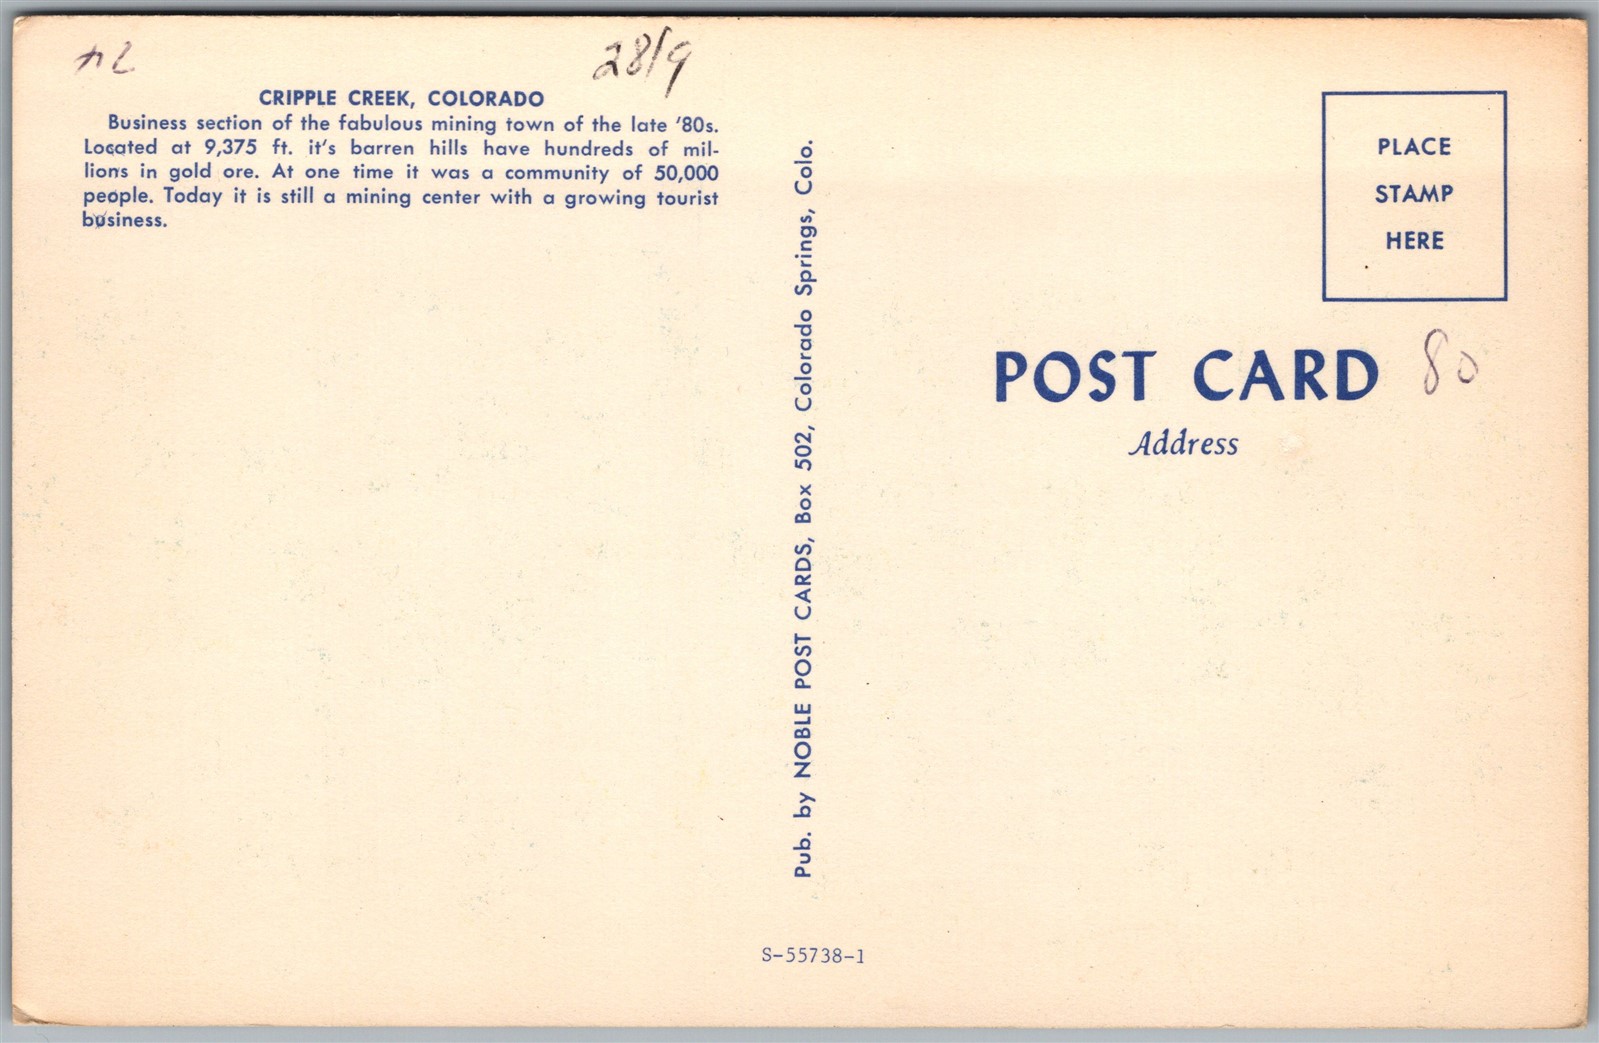 28/9
CRIPPLE CREEK, COLORADO
Business section of the fabulous mining town of the late '80s.
Located at 9,375 ft. it's barren hills have hundreds of mil-
lions in gold ore. At one time it was a community of 50,000
people. Today it is still a mining center with a growing tourist
business.
Pub. by NOBLE POST CARDS, Box 502, Colorado Springs, Colo.
PLACE
STAMP
HERE
POST CARD
80
Address
S-55738-1